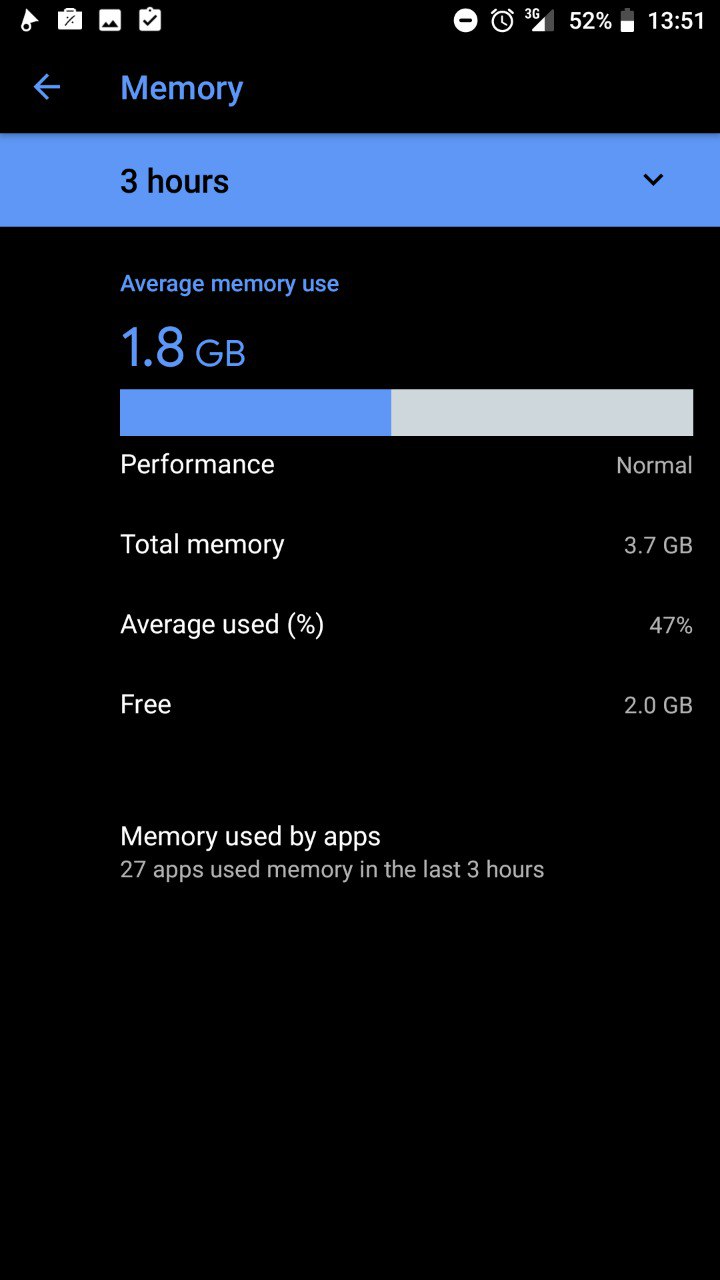 3G 52% 13:51
Memory
3 hours
Average memory use
1.8 GB
Performance Normal
Total memory 3.7 GB
Average used (%) 47%
Free 2.0 GB
Memory used by apps
27 apps used memory in the last 3 hours